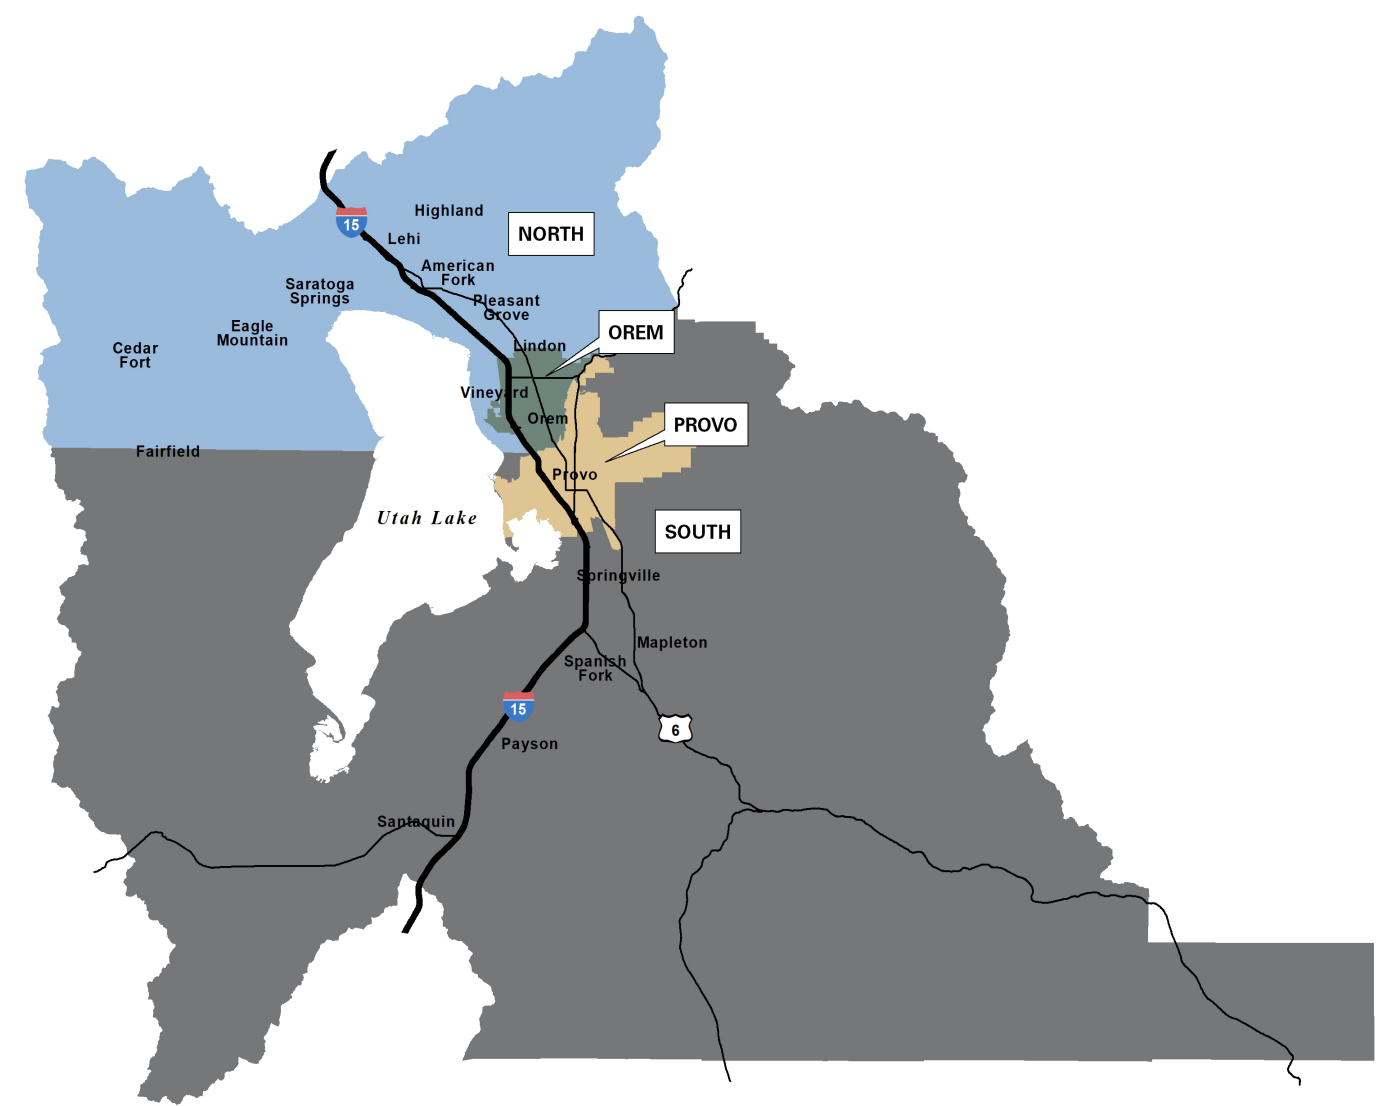 Highland
15
NORTH
Lehi
American
Fork
Saratoga
Springs
Pleasant
Grove
Eagle
Mountain
OREM
Cedar
Fort
Lindon
Vineyard
Orem
PROVO
Fairfield
Provo
Utah Lake
SOUTH
Springville
Mapleton
Spanish
Fork
15
6
Payson
Santaquin